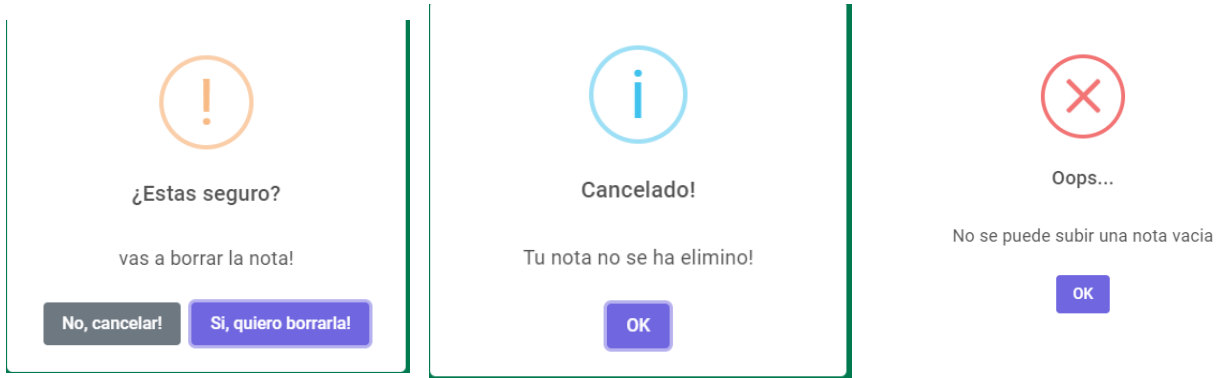 ¿Estas seguro?
vas a borrar la nota!
No, cancelar!
Si, quiero borrarla!
Cancelado!
Tu nota no se ha elimino!
OK
Oops...
No se puede subir una nota vacia
OK